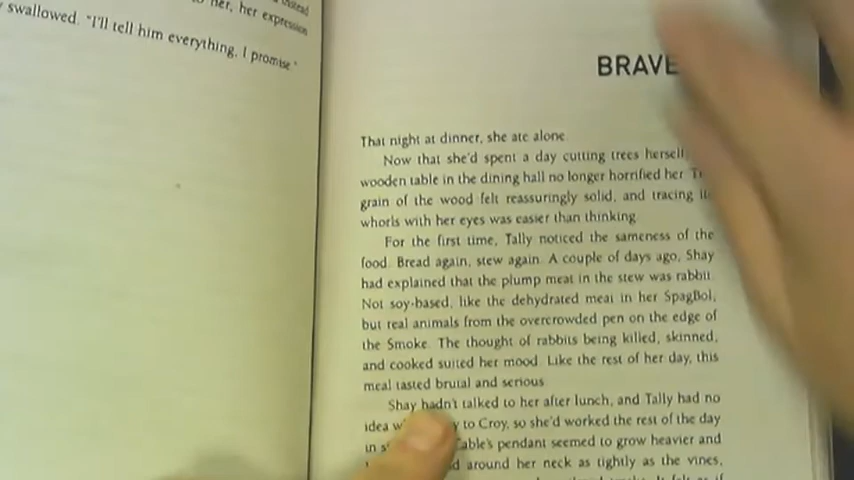 her, her expression
swallowed. "I'll tell him everything, I promise."
BRAVE
That night at dinner, she ate alone.
Now that she'd spent a day cutting trees herself,
wooden table in the dining hall no longer horrified her. T
grain of the wood felt reassuringly solid, and tracing it
whorls with her eyes was easier than thinking.
For the first time, Tally noticed the sameness of the
food. Bread again, stew again. A couple of days ago, Shay
had explained that the plump meat in the stew was rabbit.
Not soy-based, like the dehydrated meat in her SpagBol,
but real animals from the overcrowded pen on the edge of
the Smoke. The thought of rabbits being killed, skinned,
and cooked suited her mood. Like the rest of her day, this
meal tasted brutal and serious.
Shay hadn't talked to her after lunch, and Tally had no
idea w y to Croy, so she'd worked the rest of the day
in s able's pendant seemed to grow heavier and
d around her neck as tightly as the vines,